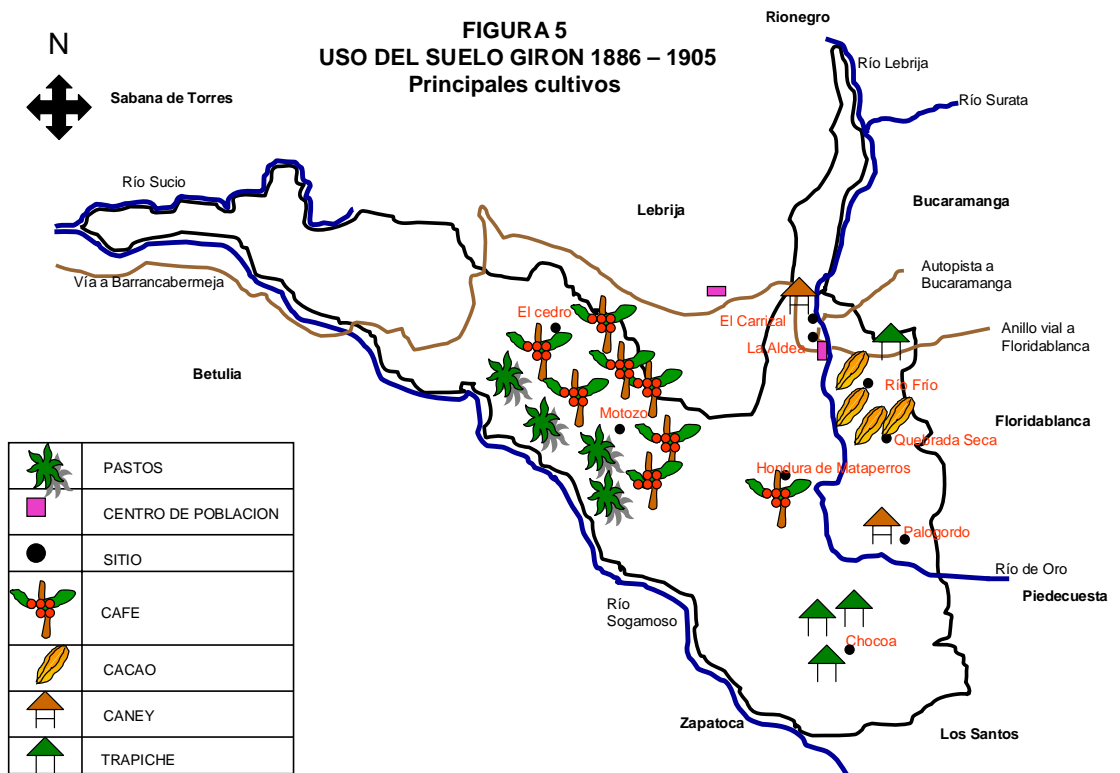 FIGURA 5
USO DEL SUELO GIRON 1886 – 1905
Principales cultivos
N
Rionegro
Río Lebrija
Sabana de Torres
Río Surata
Río Sucio
Lebrija
Bucaramanga
Vía a Barrancabermeja
Autopista a
Bucaramanga
El cedro
El Carrizal
Anillo vial a
Floridablanca
La Aldea
Betulia
Río Frío
Motozo
Floridablanca
Quebrada Seca
Hondura de Mataperros
Palogordo
Río de Oro
Piedecuesta
Río
Sogamoso
Chocoa
Zapatoca
Los Santos
PASTOS
CENTRO DE POBLACION
SITIO
CAFE
CACAO
CANEY
TRAPICHE